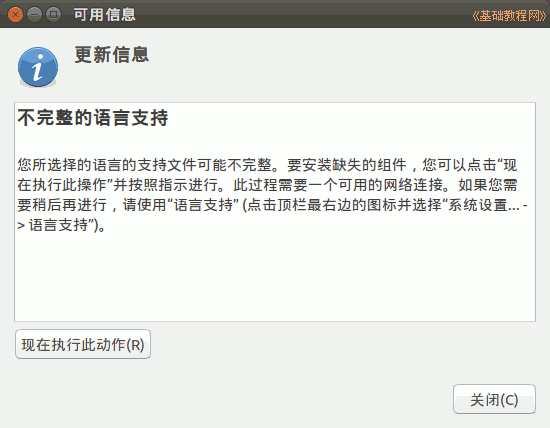 可用信息
《基础教程网》
更新信息
不完整的语言支持
您所选择的语言的支持文件可能不完整。要安装缺失的组件，您可以点击“现
在执行此操作”并按照指示进行。此过程需要一个可用的网络连接。如果您需
要稍后再进行，请使用“语言支持” (点击顶栏最右边的图标并选择“系统设置... -
> 语言支持”)。
现在执行此动作(R)
关闭(C)